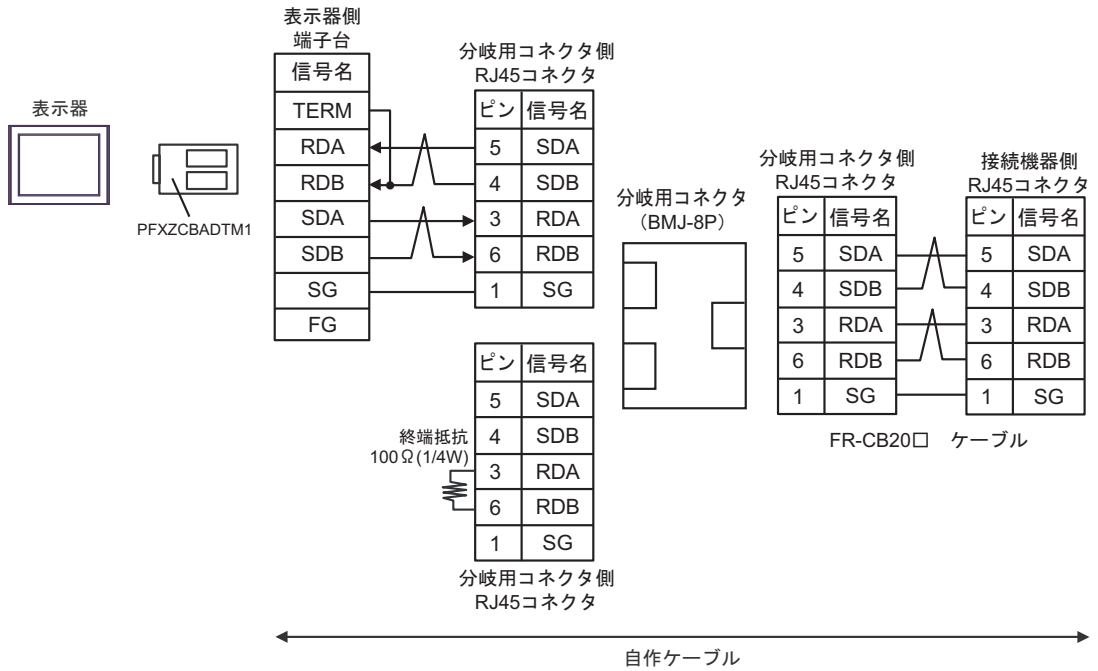 表示器
PFXZCBADTM1
表示器側
端子台
信号名
TERM
RDA
RDB
SDA
SDB
SG
FG
分岐用コネクタ側
RJ45コネクタ
ピン 信号名
5 SDA
4 SDB
3 RDA
6 RDB
1 SG
終端抵抗
100Ω(1/4W)
ピン 信号名
5 SDA
4 SDB
3 RDA
6 RDB
1 SG
分岐用コネクタ側
RJ45コネクタ
分岐用コネクタ
（BMJ-8P）
分岐用コネクタ側
RJ45コネクタ
ピン 信号名
5 SDA
4 SDB
3 RDA
6 RDB
1 SG
接続機器側
RJ45コネクタ
ピン 信号名
5 SDA
4 SDB
3 RDA
6 RDB
1 SG
FR-CB20□ ケーブル
自作ケーブル